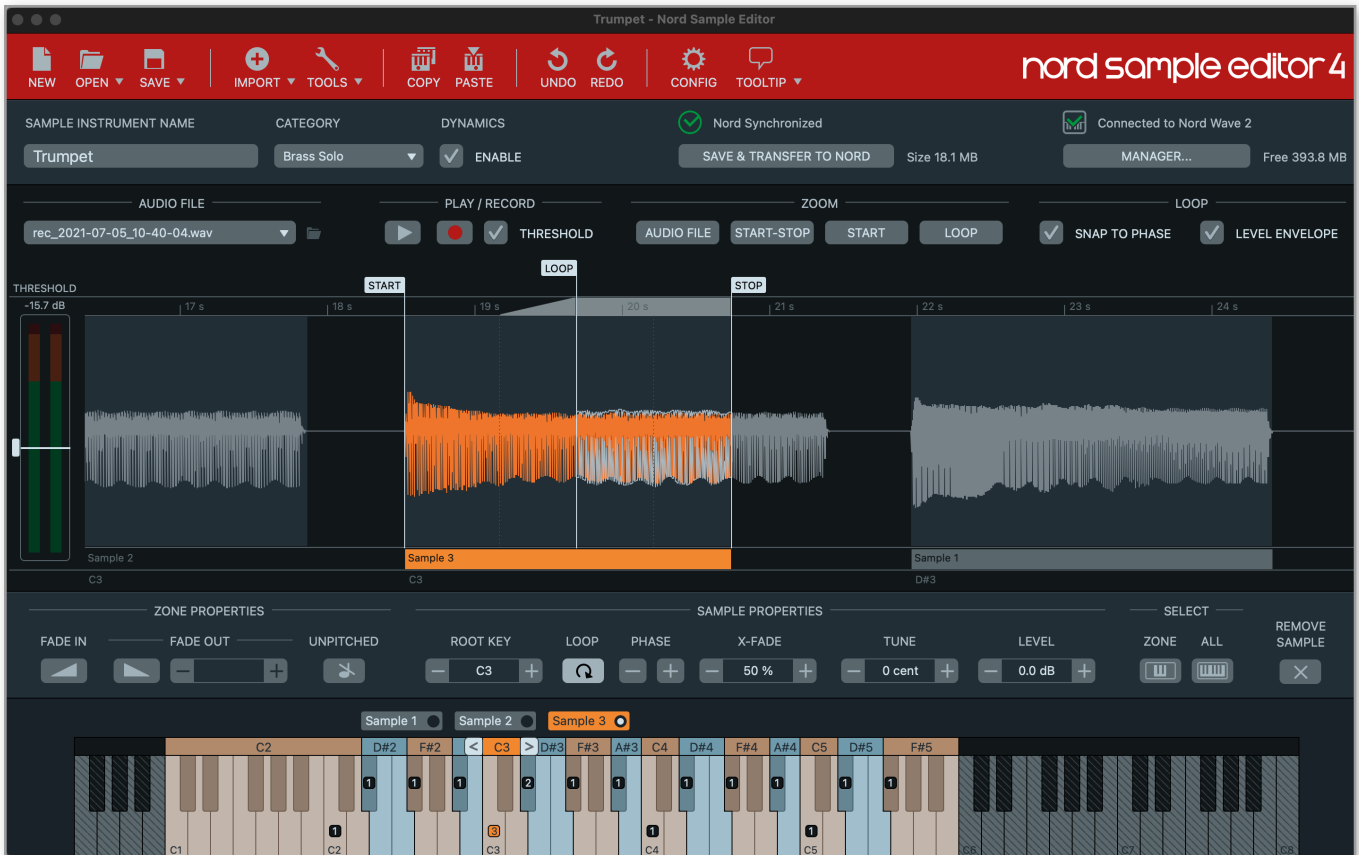 Trumpet - Nord Sample Editor
NEW OPEN SAVE IMPORT TOOLS COPY PASTE UNDO REDO CONFIG TOOLTIP nord sample editor 4
SAMPLE INSTRUMENT NAME CATEGORY DYNAMICS Nord Synchronized Connected to Nord Wave 2
Trumpet Brass Solo ENABLE SAVE & TRANSFER TO NORD Size 18.1 MB MANAGER... Free 393.8 MB
AUDIO FILE PLAY / RECORD ZOOM LOOP
rec_2021-07-05_10-40-04.wav THRESHOLD AUDIO FILE START-STOP START LOOP SNAP TO PHASE LEVEL ENVELOPE
LOOP
THRESHOLD START STOP
-15.7 dB 17 s 18 s 19 s 20 s 21 s 22 s 23 s 24 s
Sample 2 Sample 3 Sample 1
C3 C3 D#3
ZONE PROPERTIES SAMPLE PROPERTIES SELECT
REMOVE
FADE IN FADE OUT UNPITCHED ROOT KEY LOOP PHASE X-FADE TUNE LEVEL ZONE ALL SAMPLE
C3 50 % 0 cent 0.0 dB
Sample 1 Sample 2 Sample 3
C2 D#2 F#2 < C3 > D#3 F#3 A#3 C4 D#4 F#4 A#4 C5 D#5 F#5
1 1 1 2 1 1 1 1 1 1 1
1 3 1 1
C1 C2 C3 C4 C5 C6 C7 C8